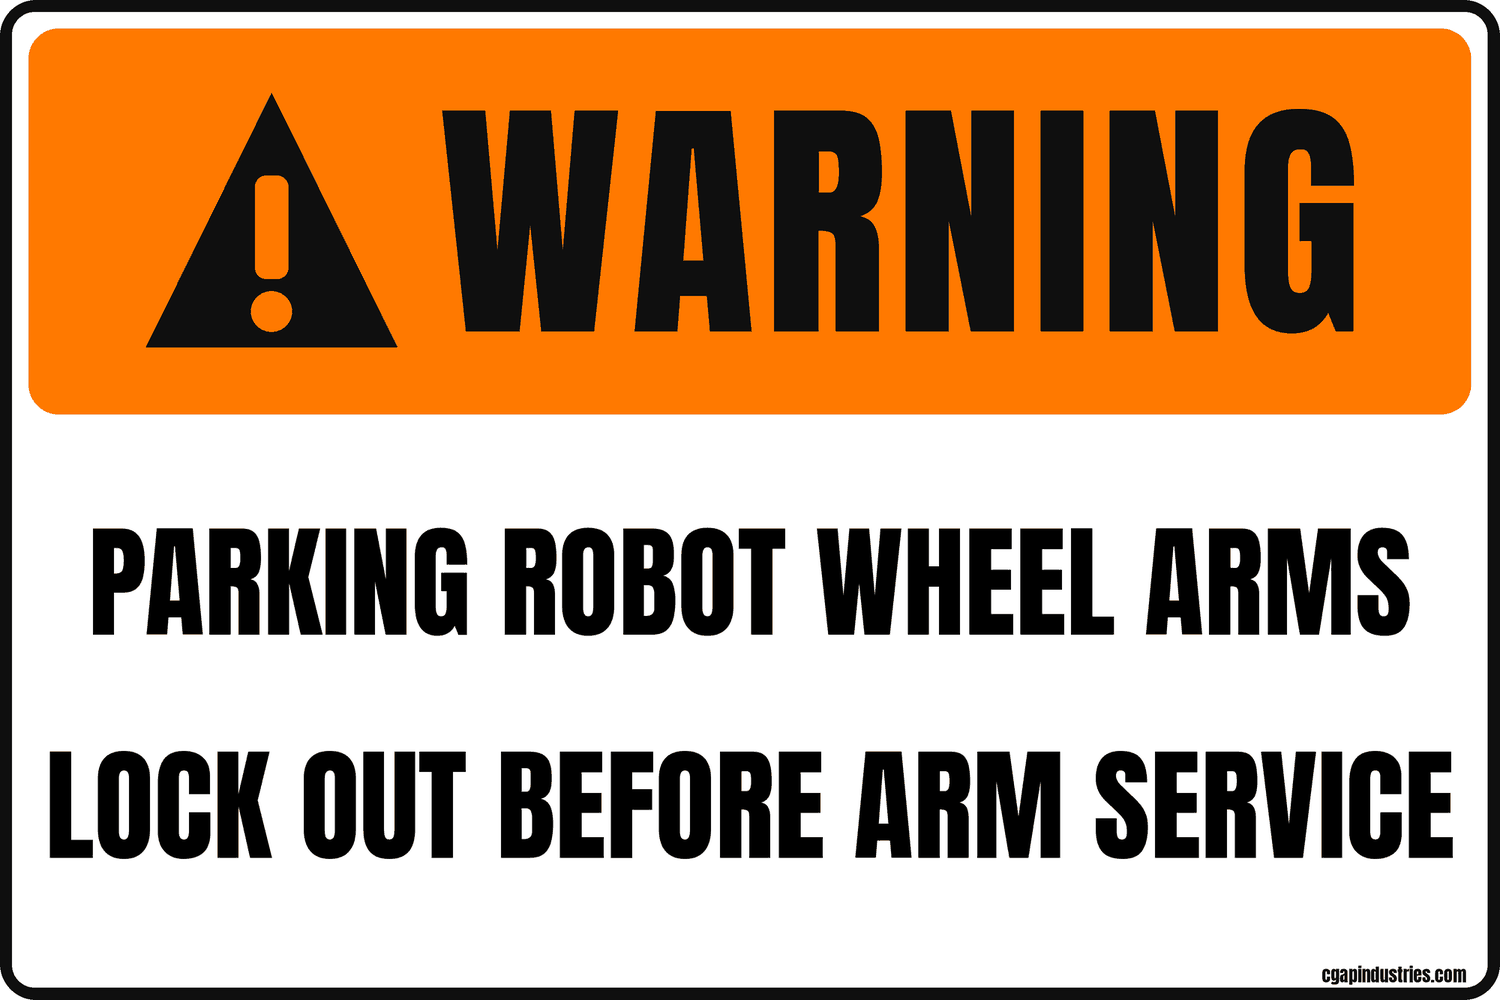 WARNING
PARKING ROBOT WHEEL ARMS
LOCK OUT BEFORE ARM SERVICE
cgapindustries.com